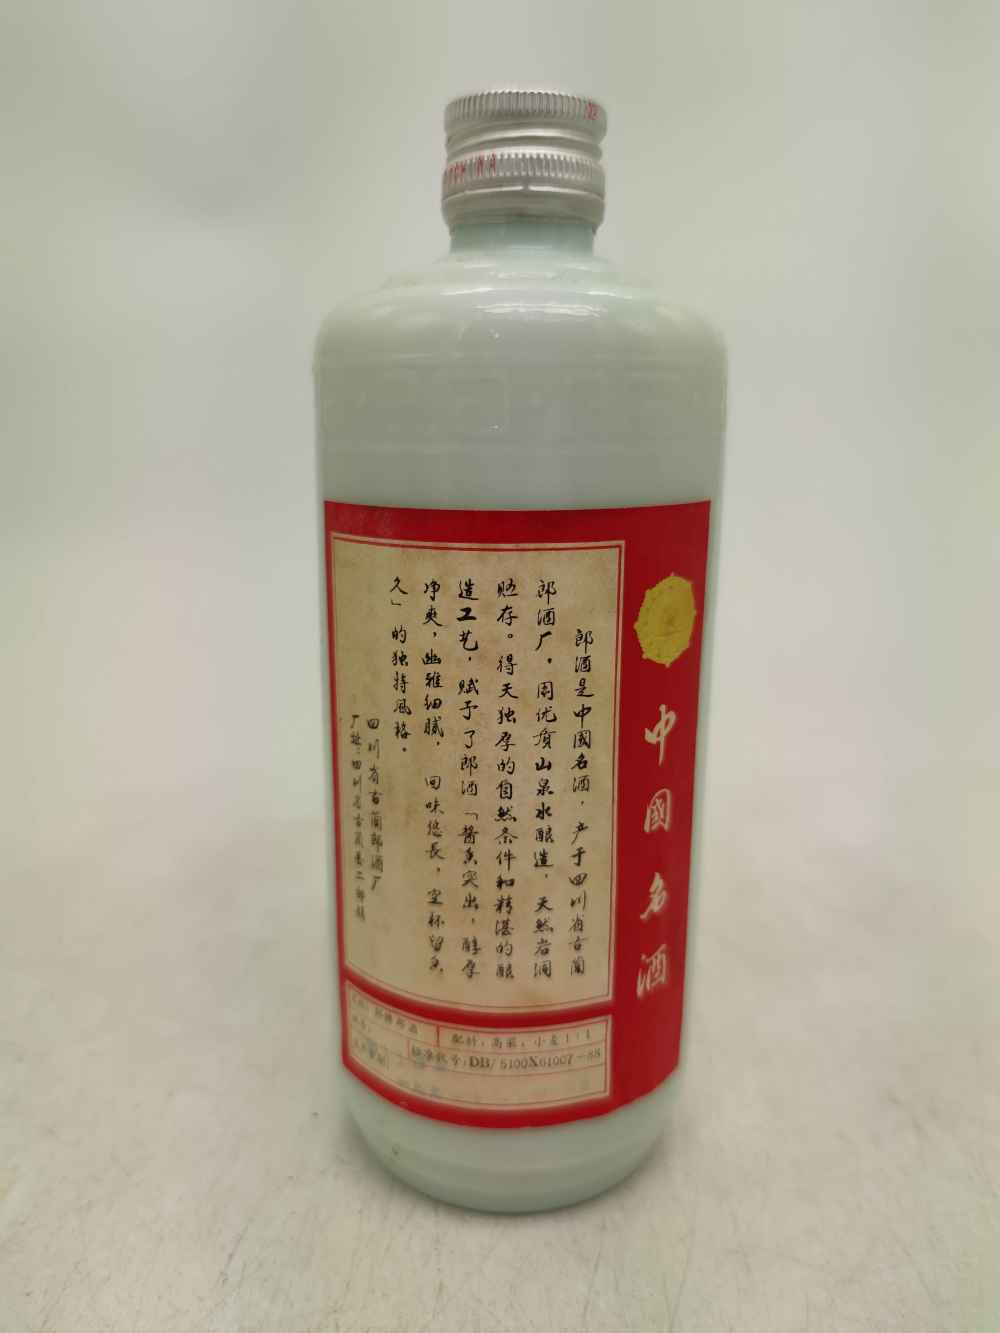 中國名酒
郎酒是中國名酒，产于四川省古蔺
郎酒厂。用优质山泉水酿造，天然岩洞
贮存。得天独厚的自然条件和精湛的酿
造工艺，赋予了郎酒「酱香突出，醇厚
净爽，幽雅细腻，回味悠長，空杯留香
久」的独特风格。
四川省古蔺郎酒厂
厂址：四川省古蔺县二郎镇
配料：高粱，小麦1:1
标准代号：DB/5100X61007-88